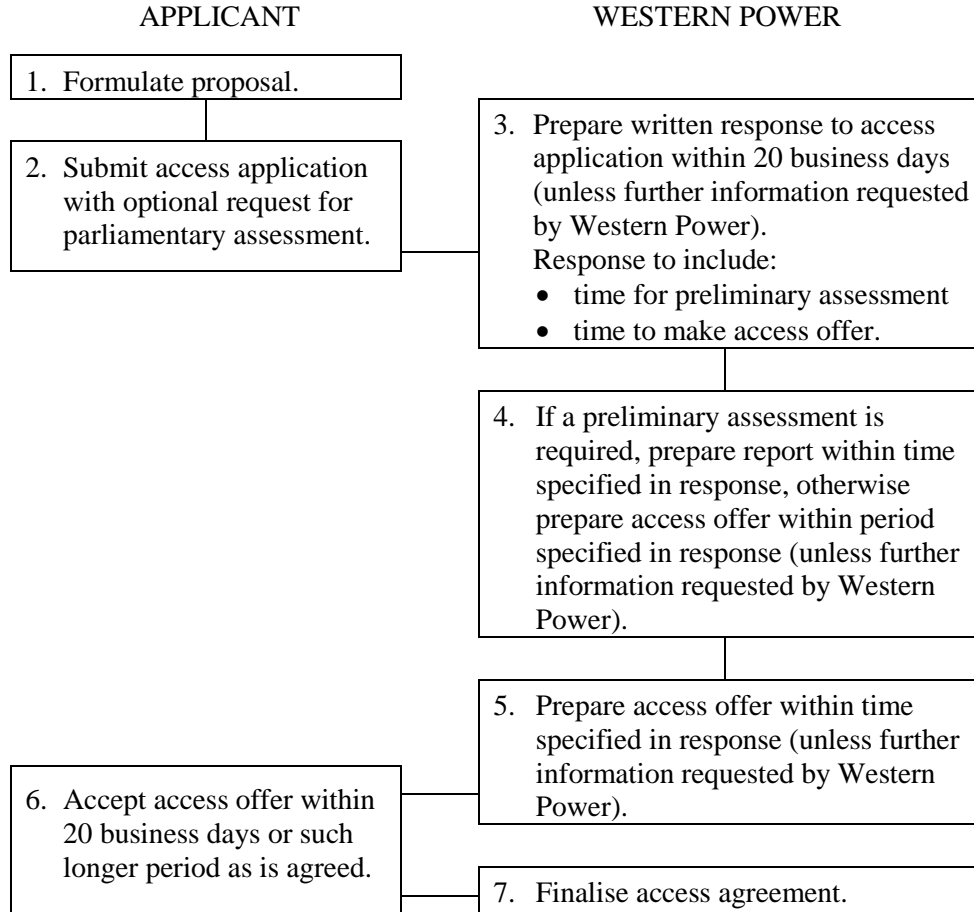 APPLICANT
WESTERN POWER
1. Formulate proposal.
2. Submit access application
with optional request for
parliamentary assessment.
3. Prepare written response to access
application within 20 business days
(unless further information requested
by Western Power).
Response to include:
• time for preliminary assessment
• time to make access offer.
4. If a preliminary assessment is
required, prepare report within time
specified in response, otherwise
prepare access offer within period
specified in response (unless further
information requested by Western
Power).
5. Prepare access offer within time
specified in response (unless further
information requested by Western
Power).
6. Accept access offer within
20 business days or such
longer period as is agreed.
7. Finalise access agreement.